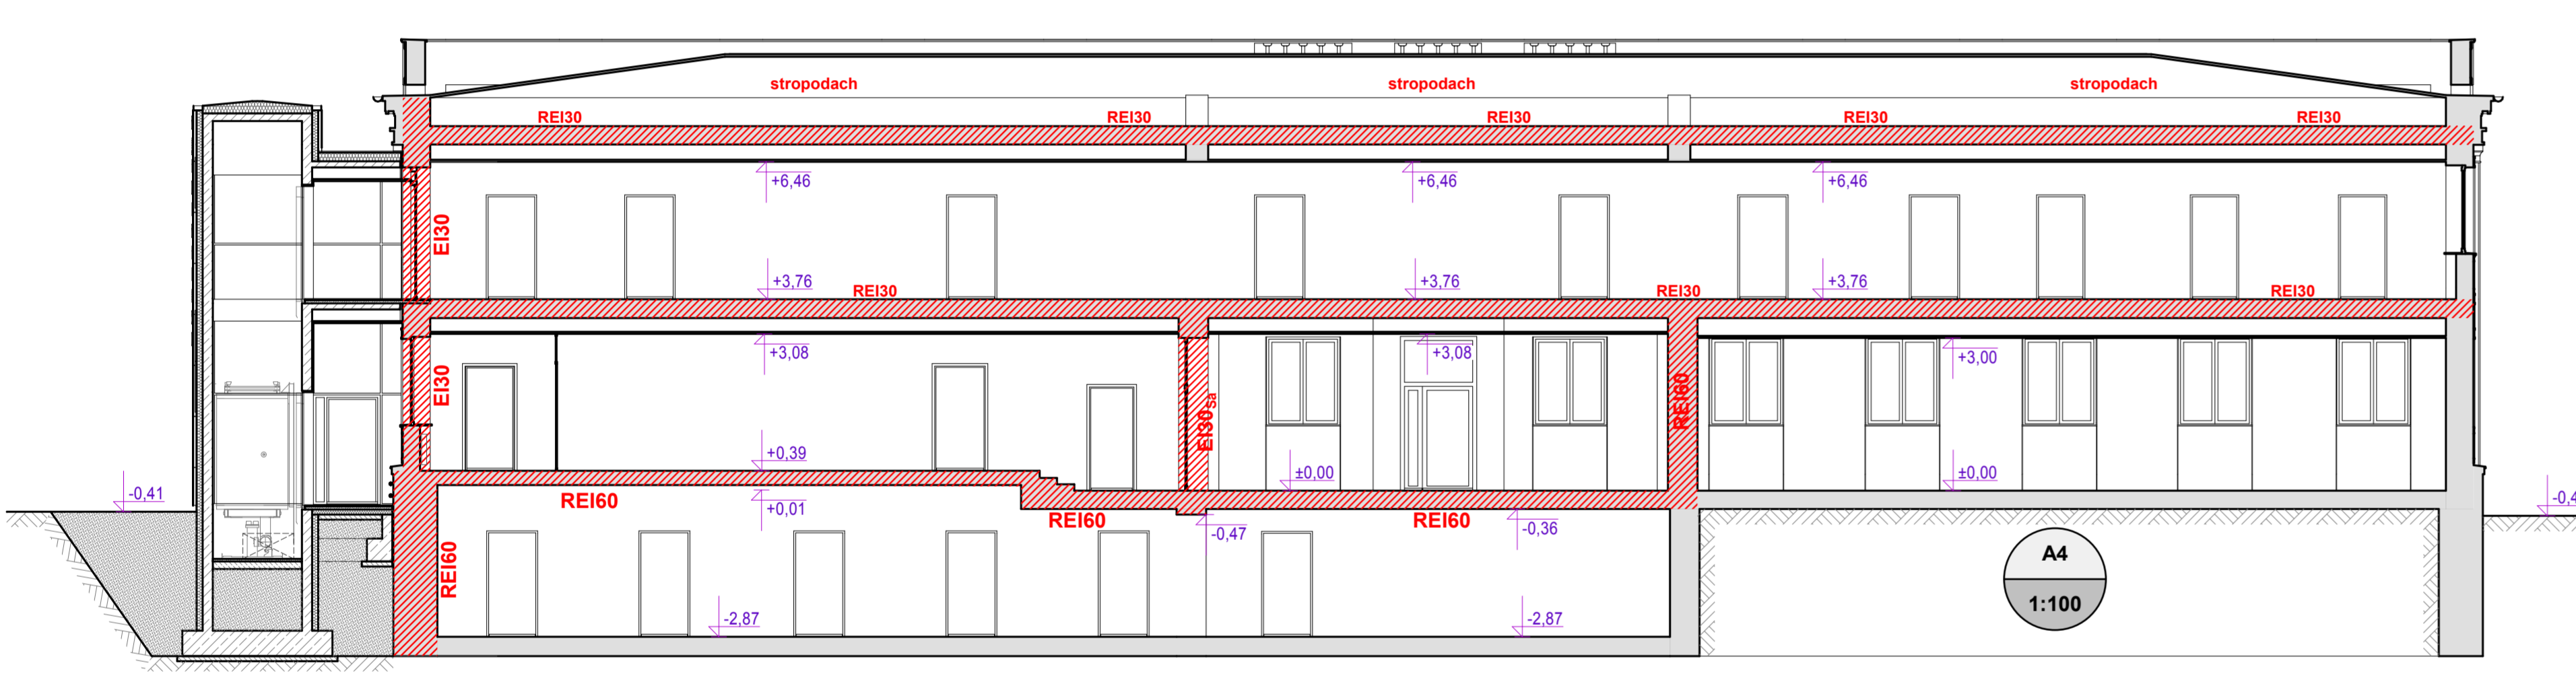 stropodach
stropodach
stropodach
REI30
REI30
REI30
REI30
REI30
+6,46
+6,46
+6,46
EI30
+3,76
+3,76
+3,76
REI30
REI30
REI30
+3,08
+3,08
+3,00
EI30
EI30Sa
REI60
+0,39
±0,00
±0,00
-0,41
REI60
+0,01
REI60
REI60
-0,47
-0,36
REI60
A4
1:100
-2,87
-2,87